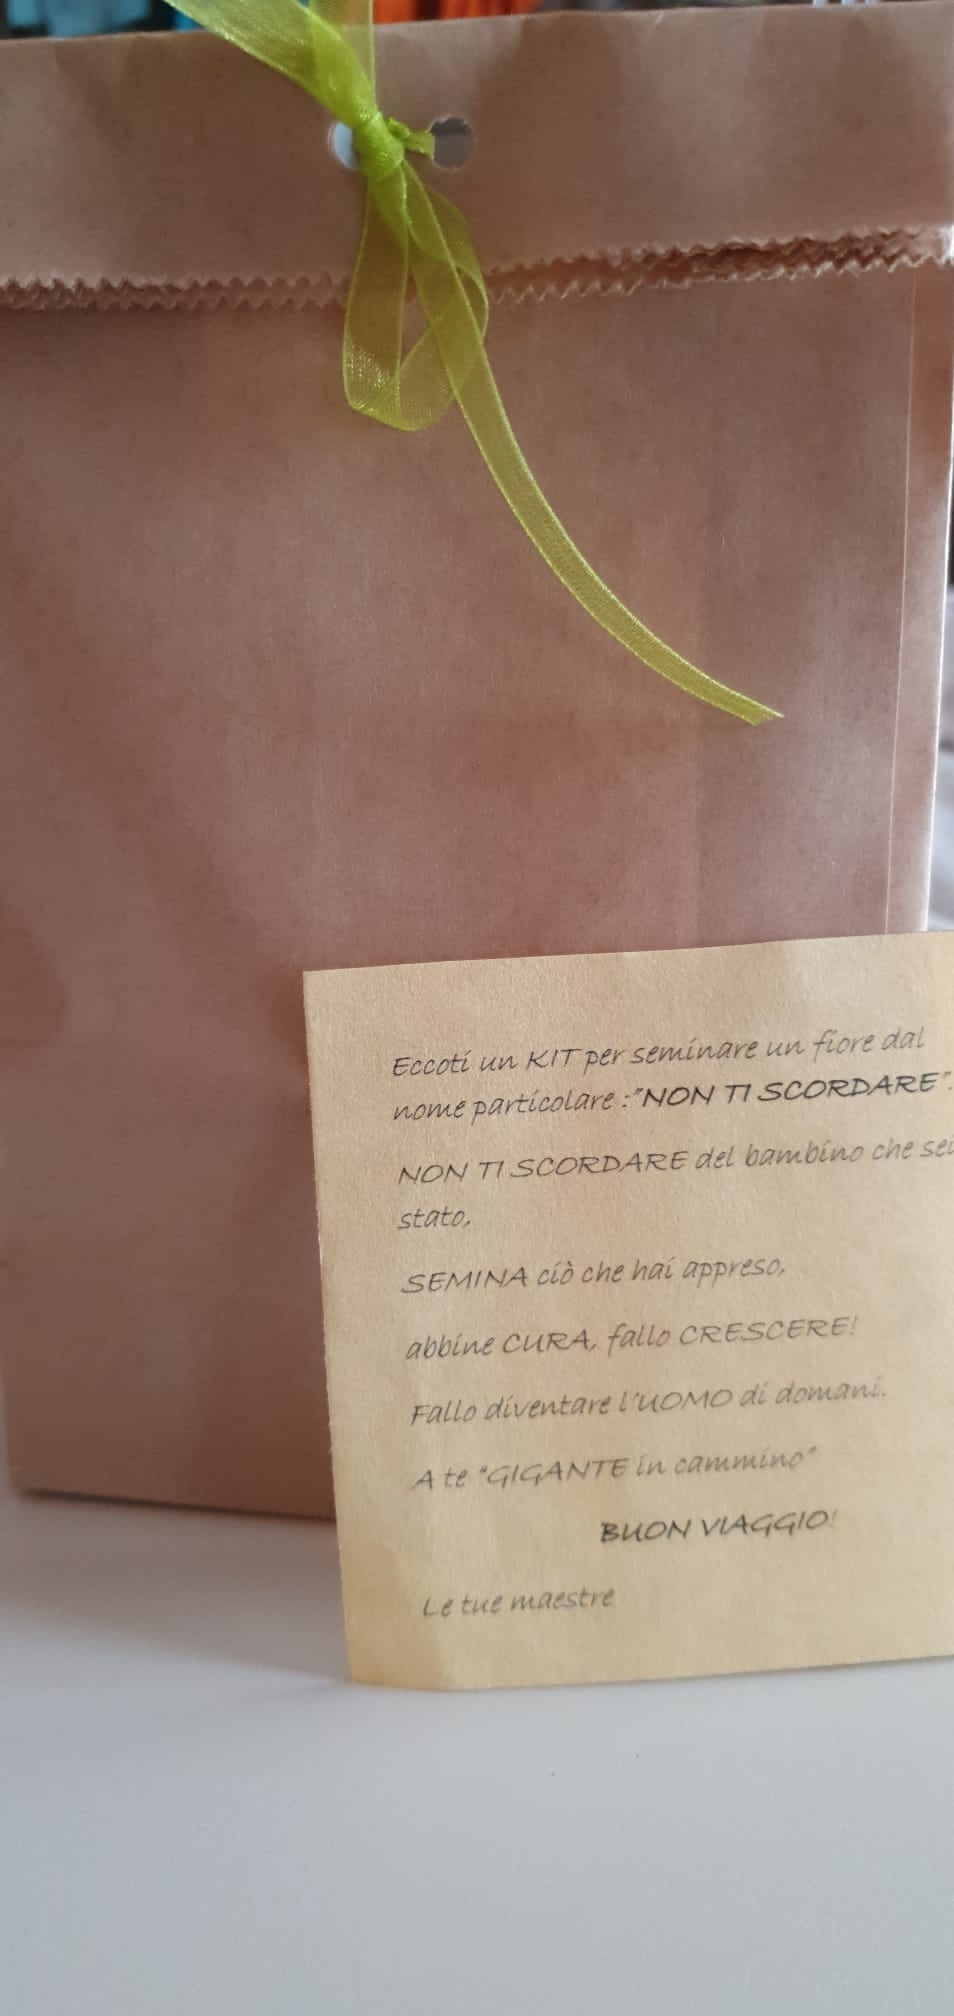 Eccoti un KIT per seminare un fiore dal
nome particolare :"NON TI SCORDARE".
NON TI SCORDARE del bambino che sei
stato,
SEMINA ciò che hai appreso,
abbine CURA, fallo CRESCERE!
Fallo diventare l'UOMO di domani.
A te "GIGANTE in cammino"
BUON VIAGGIO!
Le tue maestre